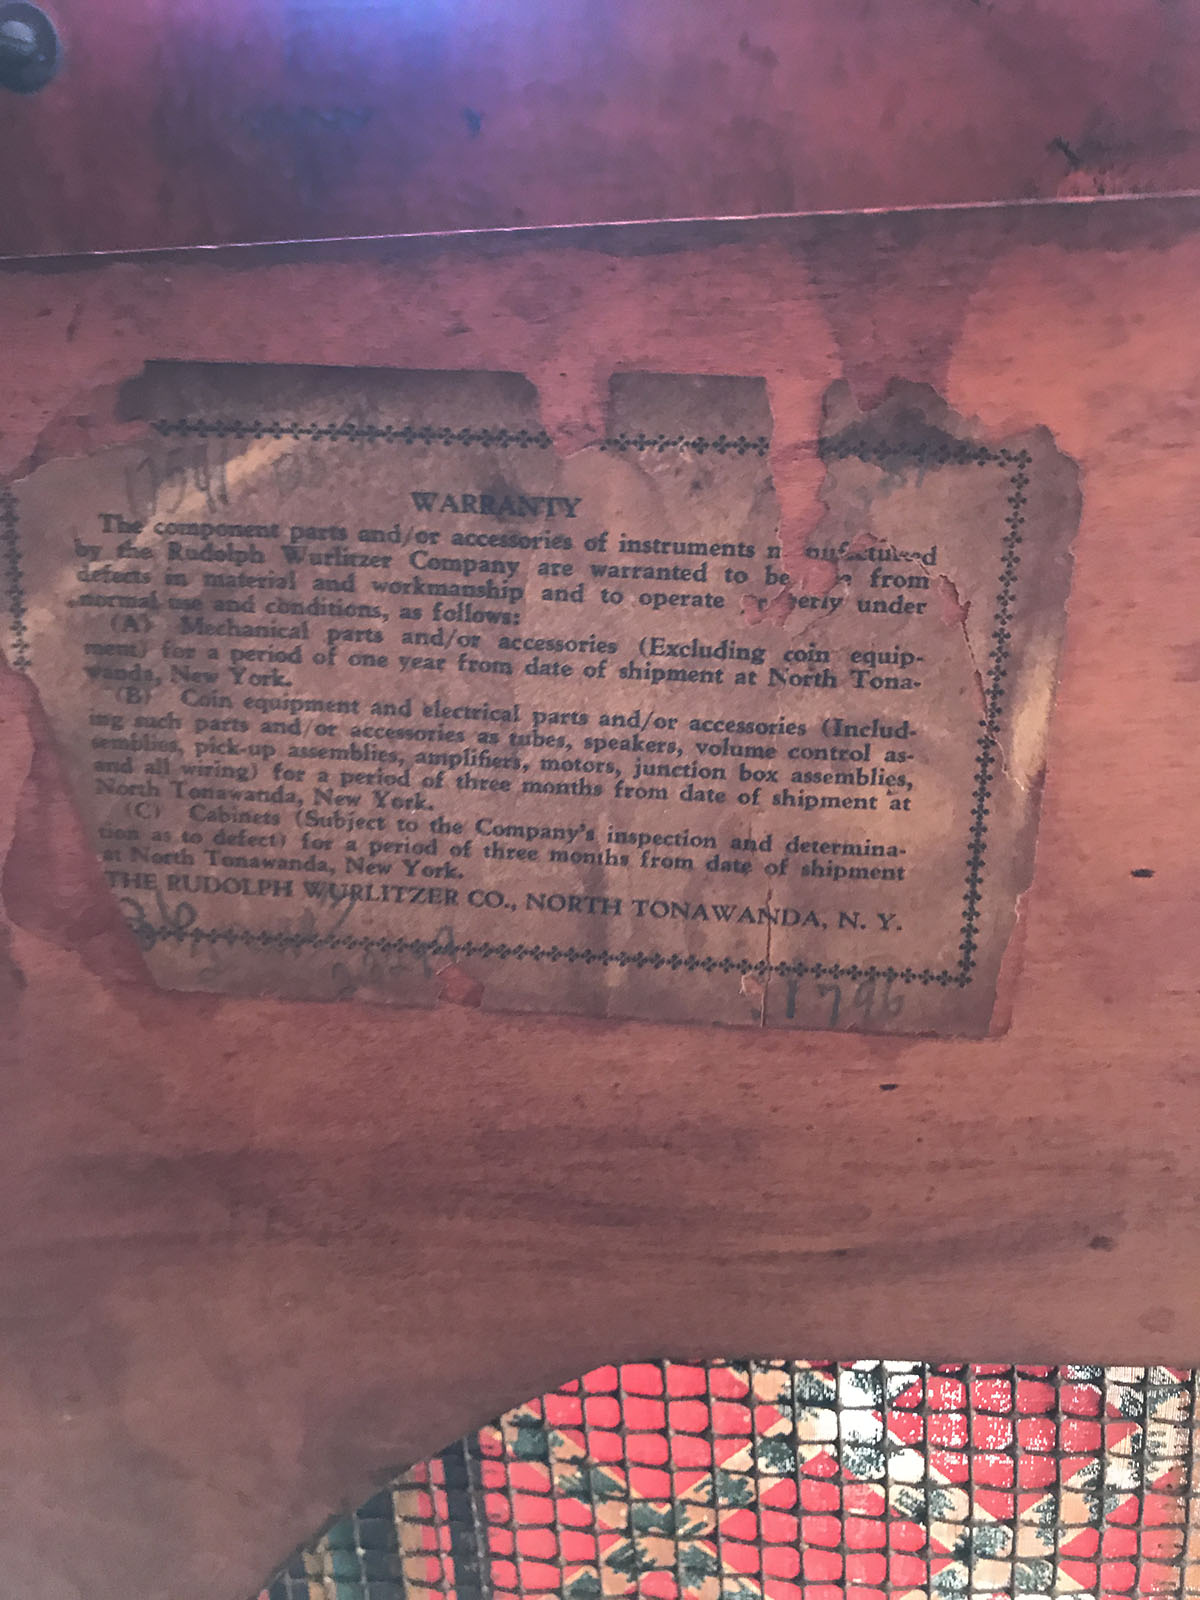 WARRANTY
The component parts and/or accessories of instruments
by the Rudolph Wurlitzer Company are warranted to be from
defects in material and workmanship and to operate under
normal use and conditions, as follows:
(A) Mechanical parts and/or accessories (Excluding coin equip-
ment) for a period of one year from date of shipment at North Tona-
wanda, New York.
(B) Coin equipment and electrical parts and/or accessories (Includ-
ing such parts and/or accessories as tubes, speakers, volume control as-
semblies, pick-up assemblies, amplifiers, motors, junction box assemblies,
and all wiring) for a period of three months from date of shipment at
North Tonawanda, New York.
(C) Cabinets (Subject to the Company's inspection and determina-
tion as to defect) for a period of three months from date of shipment
at North Tonawanda, New York.
THE RUDOLPH WURLITZER CO., NORTH TONAWANDA, N. Y.
1796